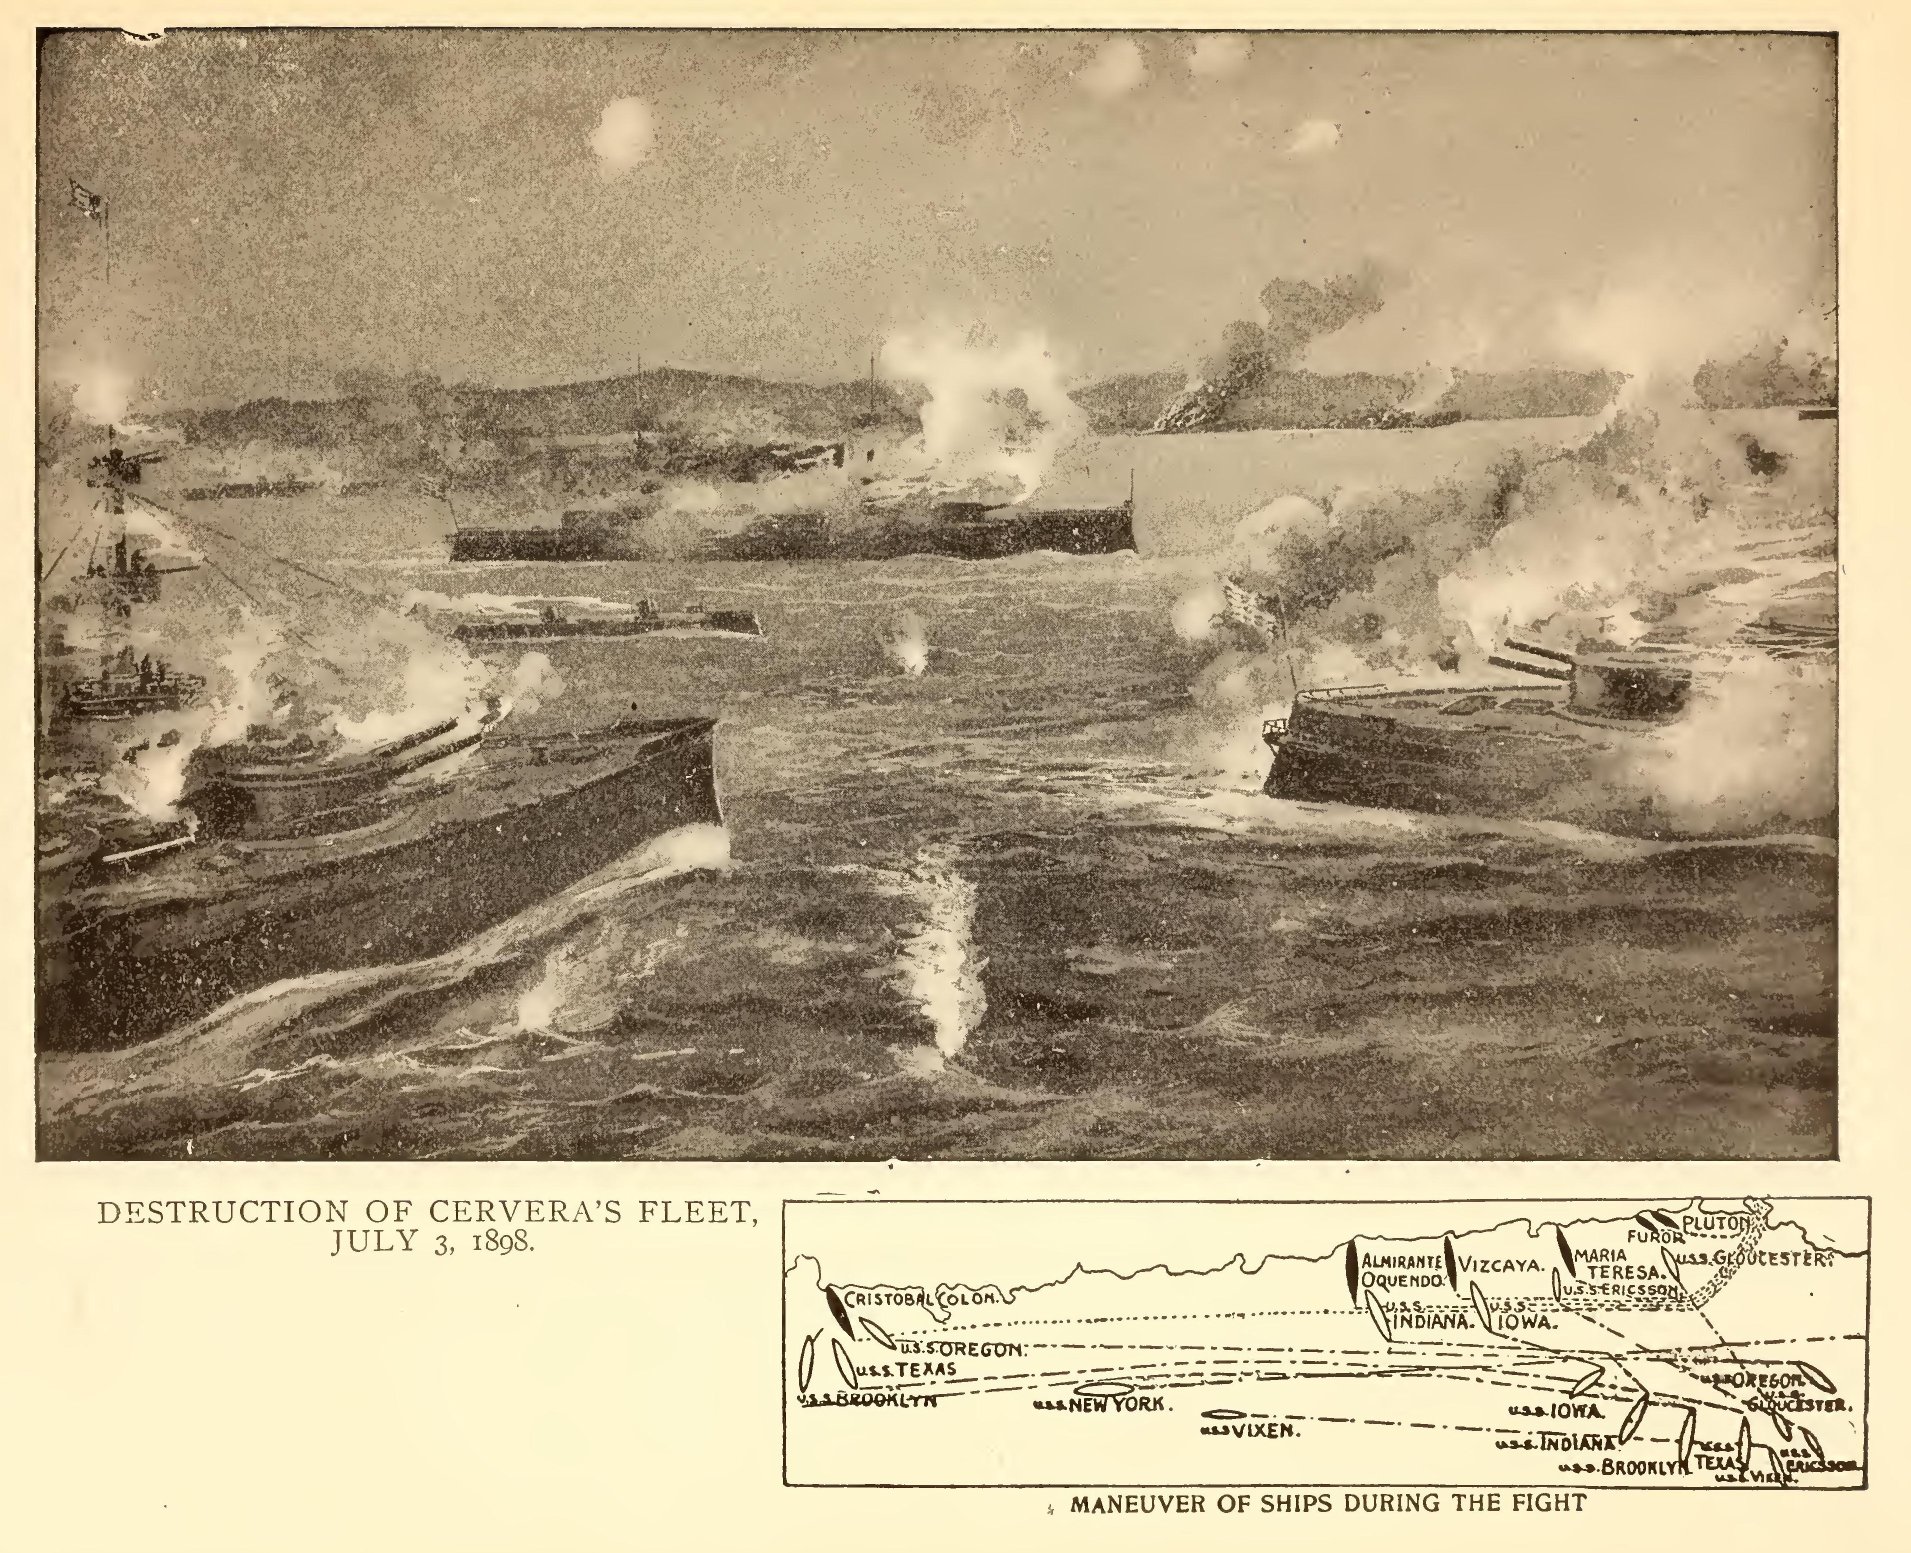 DESTRUCTION OF CERVERA'S FLEET,
JULY 3, 1898.
PLUTON
FUROR
U.S.S. GLOUCESTER.
MARIA
TERESA.
U.S.S ERICSSON.
VIZCAYA.
ALMIRANTE
OQUENDO.
CRISTOBAL COLON.
U.S.S.
INDIANA.
U.S.S.
IOWA.
U.S.S. OREGON.
U.S.S. TEXAS
U.S.S. BROOKLYN
U.S.S. NEW YORK.
U.S.S VIXEN.
U.S.S. OREGON.
U.S.S.
GLOUCESTER.
U.S.S. IOWA.
U.S.S. INDIANA
U.S.S. BROOKLYN
U.S.S.
TEXAS
U.S.S. VIXEN.
U.S.S.
ERICSSON
MANEUVER OF SHIPS DURING THE FIGHT